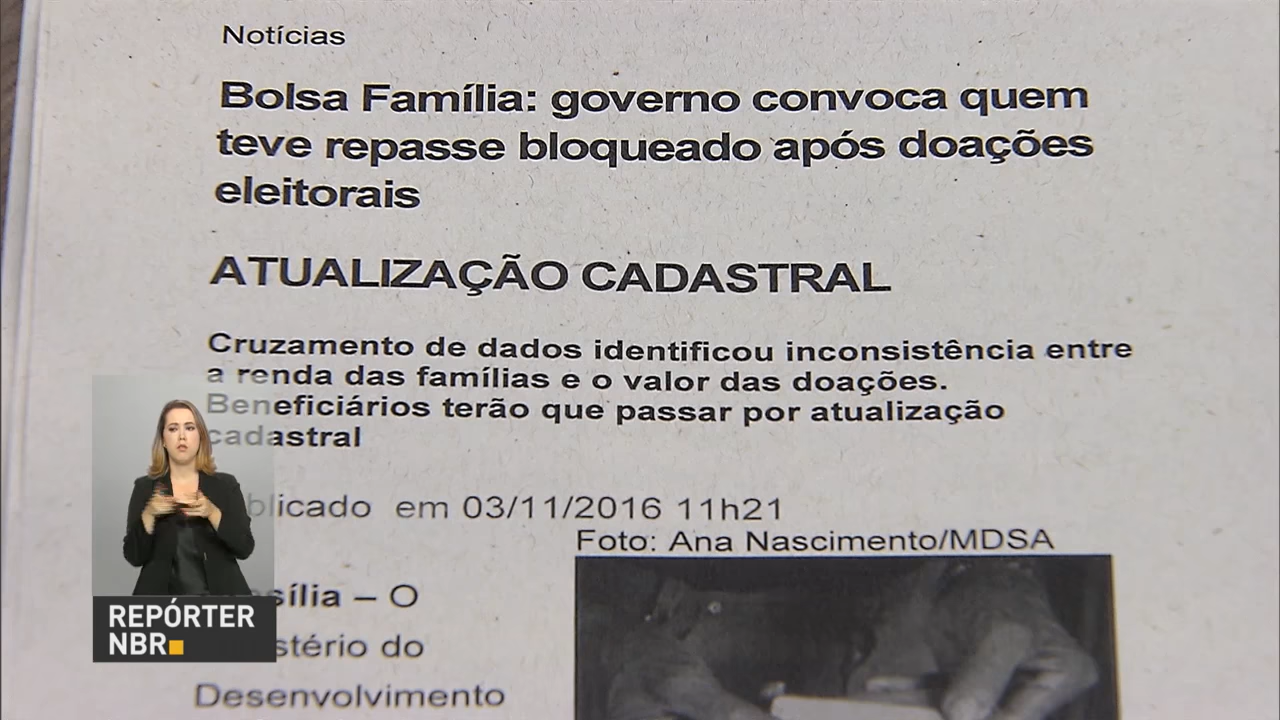 Notícias
Bolsa Família: governo convoca quem
teve repasse bloqueado após doações
eleitorais
ATUALIZAÇÃO CADASTRAL
Cruzamento de dados identificou inconsistência entre
a renda das famílias e o valor das doações.
Beneficiários terão que passar por atualização
cadastral
blicado em 03/11/2016 11h21
Foto: Ana Nascimento/MDSA
sília – O
stério do
Desenvolvimento
REPÓRTER
NBR